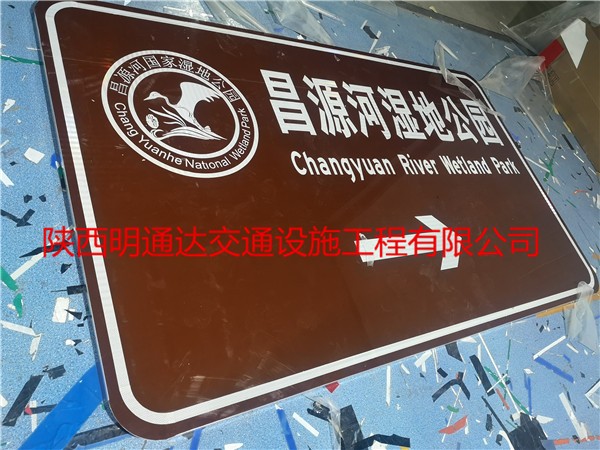 昌源河国家湿地公园
Chang Yuanhe National Wetland Park
昌源河湿地公园
Changyuan River Wetland Park
陕西明通达交通设施工程有限公司